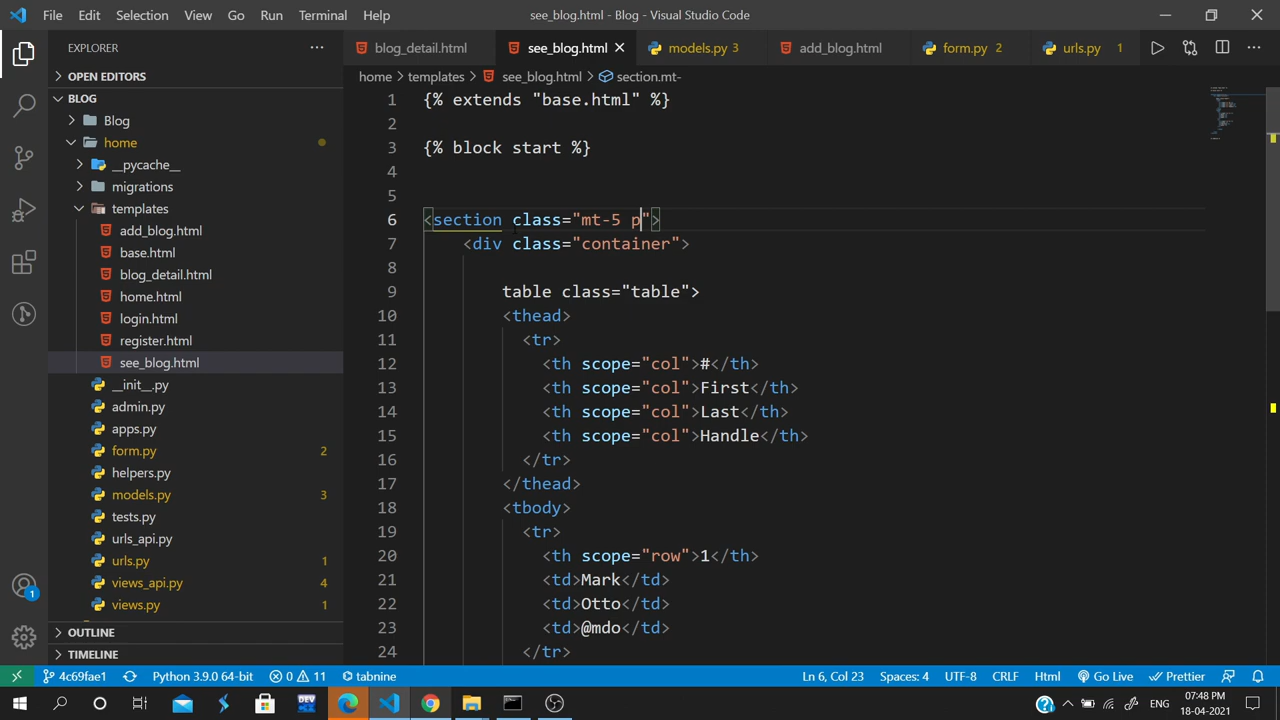 File Edit Selection View Go Run Terminal Help see_blog.html - Blog - Visual Studio Code
EXPLORER
blog_detail.html see_blog.html models.py 3 add_blog.html form.py 2 urls.py 1
OPEN EDITORS
home > templates > see_blog.html > section.mt-
BLOG
Blog
home
__pycache__
migrations
templates
add_blog.html
base.html
blog_detail.html
home.html
login.html
register.html
see_blog.html
__init__.py
admin.py
apps.py
form.py 2
helpers.py
models.py 3
tests.py
urls_api.py
urls.py 1
views_api.py 4
views.py 1
OUTLINE
TIMELINE
1
1 {% extends "base.html" %}
2
3 {% block start %}
4
5
6 <section class="mt-5 p">
7 <div class="container">
8
9 table class="table">
10 <thead>
11 <tr>
12 <th scope="col">#</th>
13 <th scope="col">First</th>
14 <th scope="col">Last</th>
15 <th scope="col">Handle</th>
16 </tr>
17 </thead>
18 <tbody>
19 <tr>
20 <th scope="row">1</th>
21 <td>Mark</td>
22 <td>Otto</td>
23 <td>@mdo</td>
24 </tr>
4c69fae1 Python 3.9.0 64-bit 0 11 tabnine Ln 6, Col 23 Spaces: 4 UTF-8 CRLF Html Go Live Prettier
DEV ENG 07:48 PM
18-04-2021